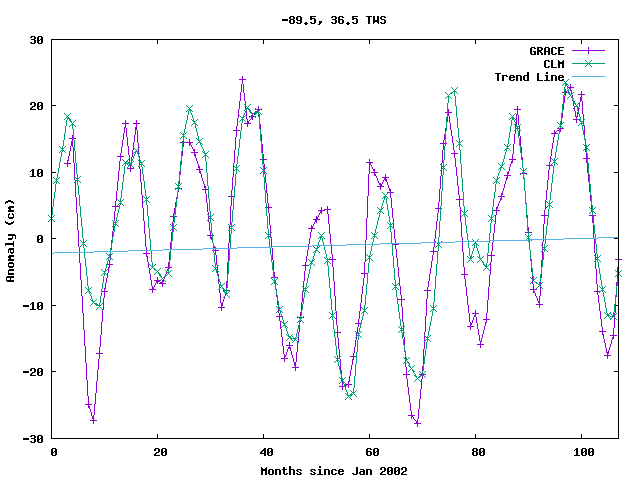 -89.5, 36.5 TWS
GRACE
CLM
Trend Line
30
20
10
0
-10
-20
-30
Anomaly (cm)
0 20 40 60 80 100
Months since Jan 2002